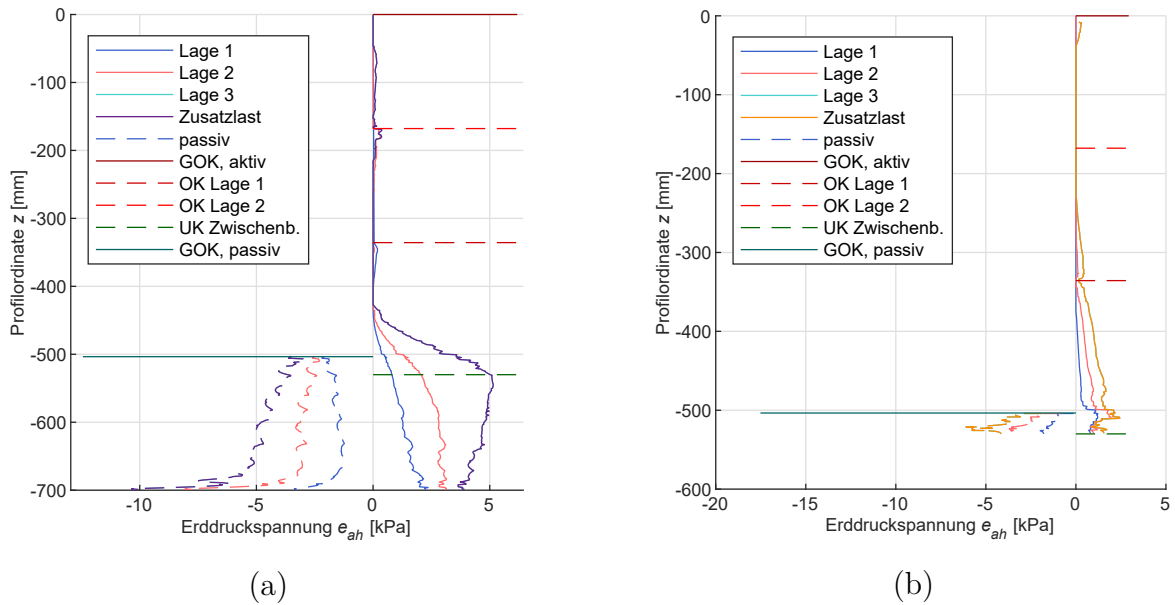 0
-100
-200
-300
-400
-500
-600
-700
Profilordinate z [mm]
Lage 1
Lage 2
Lage 3
Zusatzlast
passiv
GOK, aktiv
OK Lage 1
OK Lage 2
UK Zwischenb.
GOK, passiv
-10
-5
0
5
Erddruckspannung eah [kPa]
(a)
0
-100
-200
-300
-400
-500
-600
Profilordinate z [mm]
Lage 1
Lage 2
Lage 3
Zusatzlast
passiv
GOK, aktiv
OK Lage 1
OK Lage 2
UK Zwischenb.
GOK, passiv
-20
-15
-10
-5
0
5
Erddruckspannung eah [kPa]
(b)